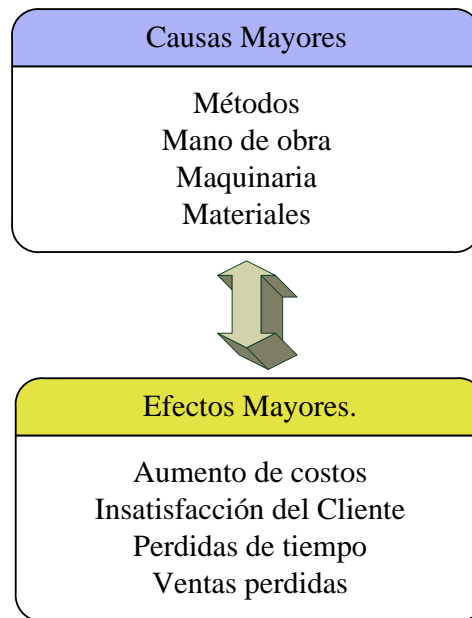 Causas Mayores
Métodos
Mano de obra
Maquinaria
Materiales
Efectos Mayores.
Aumento de costos
Insatisfacción del Cliente
Perdidas de tiempo
Ventas perdidas